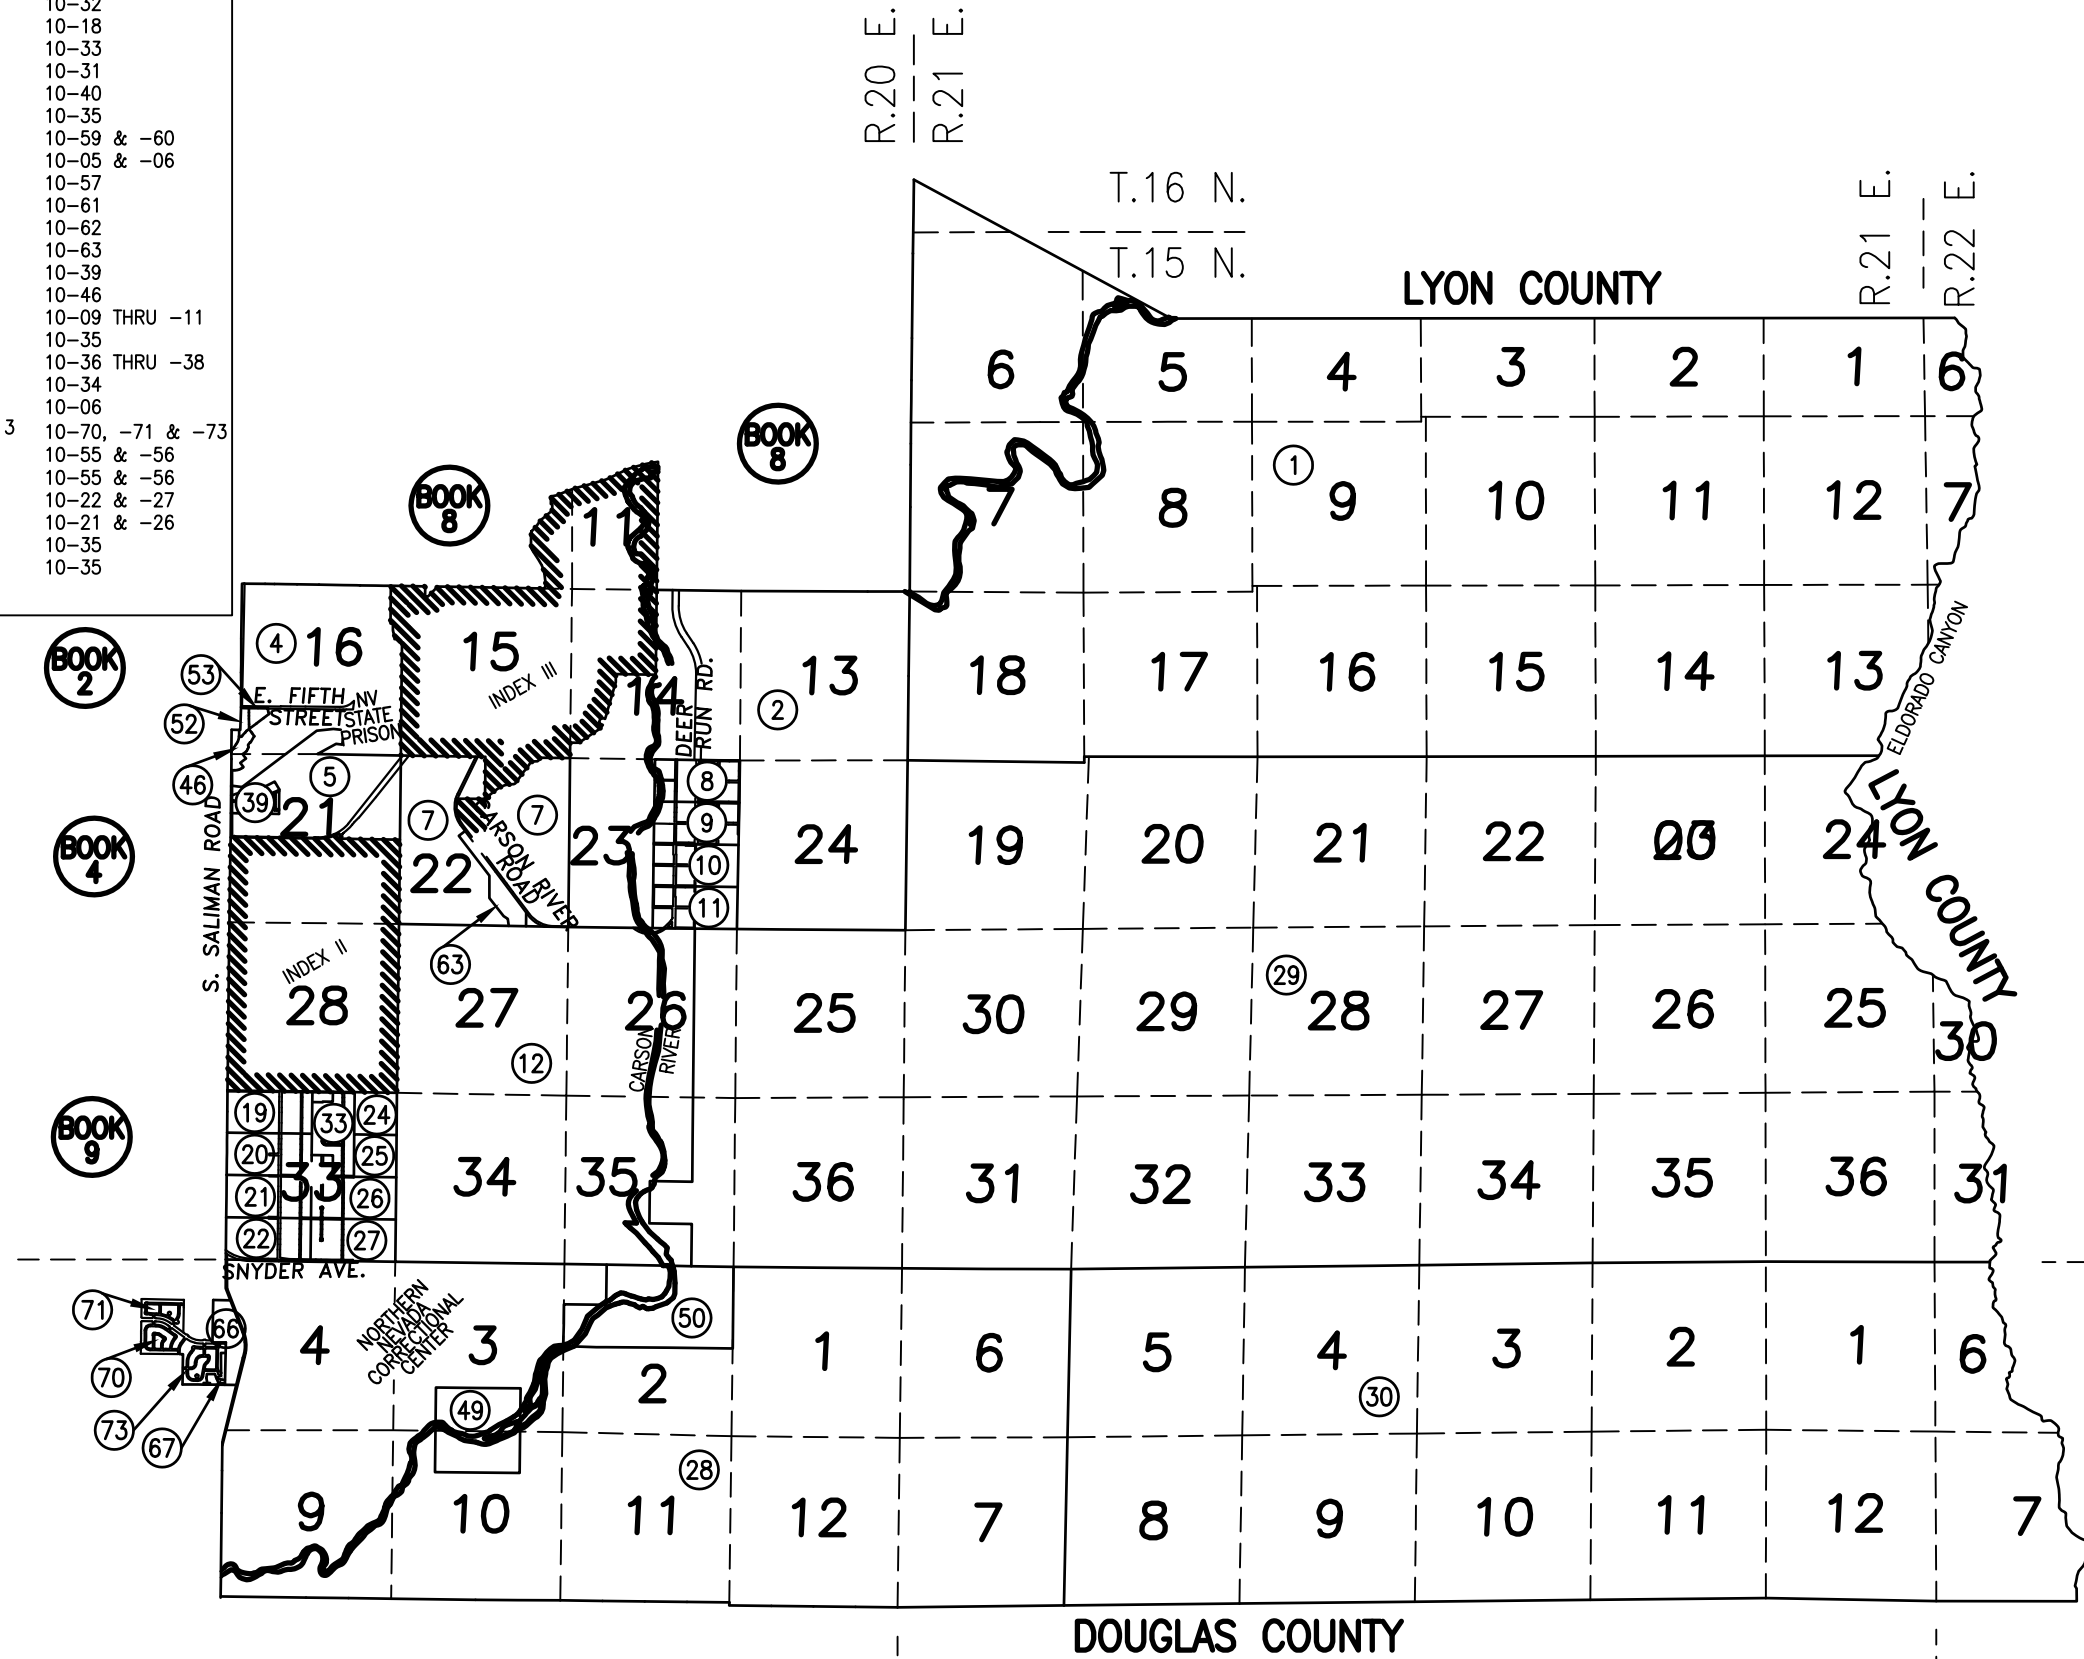 10-32
10-18
10-33
10-31
10-40
10-35
10-59 & -60
10-05 & -06
10-57
10-61
10-62
10-63
10-39
10-46
10-09 THRU -11
10-35
10-36 THRU -38
10-34
10-06
3 10-70, -71 & -73
10-55 & -56
10-55 & -56
10-22 & -27
10-21 & -26
10-35
10-35
R.20 E.
R.21 E.
T.16 N.
T.15 N.
R.21 E.
R.22 E.
LYON COUNTY
6 5 4 3 2 1 6
BOOK
8
BOOK
8
1
11 7 8 9 10 11 12 7
BOOK
2
4 16 15 13 18 17 16 15 14 13
INDEX III
14
2
53
52
46
E. FIFTH
STREET
NV
STATE
PRISON
DEER
RUN RD.
ELDORADO CANYON
5
39
21
7
7
8
9
10
11
BOOK
4
S. SALIMAN ROAD
22 23 24 19 20 21 22 23 24
ARSON RIVER
ROAD
LYON COUNTY
63
INDEX II
28 27 26 25 30 29 28 27 26 25 30
29
12
CARSON
RIVER
BOOK
9
19
20
21
22
33
24
25
26
27
33 34 35 36 31 32 33 34 35 36 31
SNYDER AVE.
71
66
70
73
67
NORTHERN
NEVADA
CORRECTIONAL
CENTER
50
4 3 2 1 6 5 4 3 2 1 6
49
30
28
9 10 11 12 7 8 9 10 11 12 7
DOUGLAS COUNTY